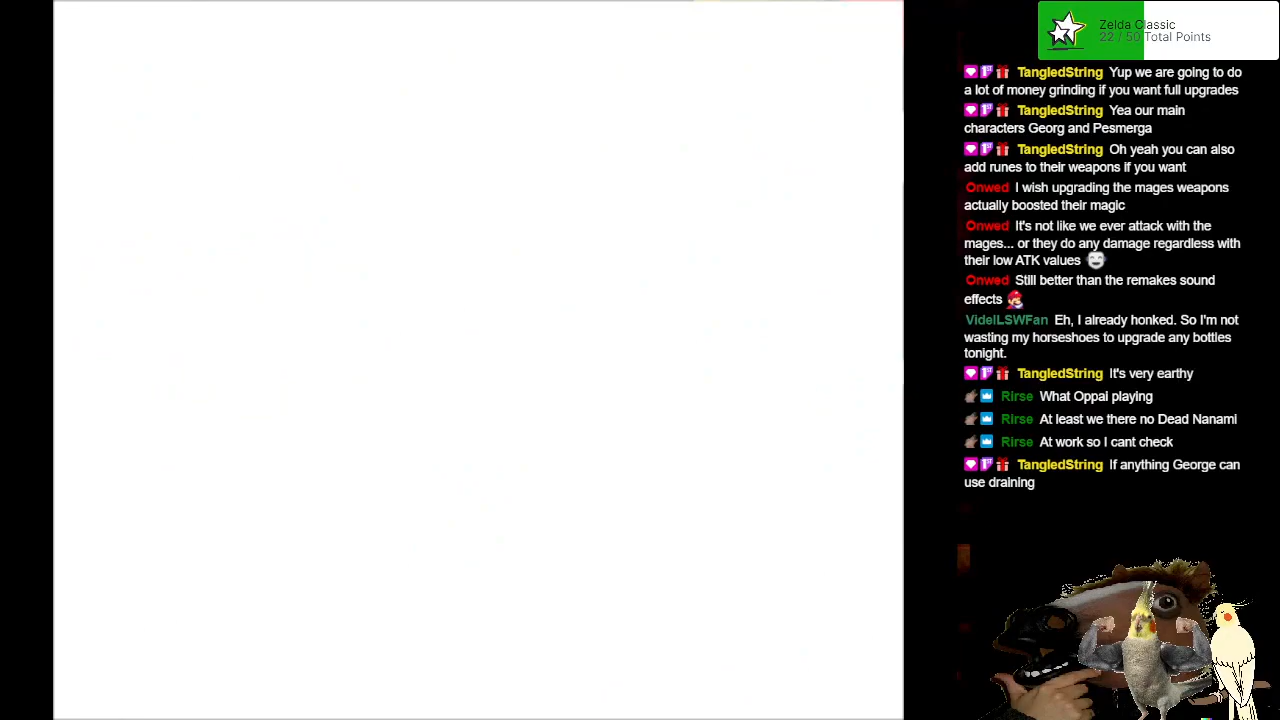 Zelda Classic
22 / 50 Total Points
TangledString Yup we are going to do
a lot of money grinding if you want full upgrades
TangledString Yea our main
characters Georg and Pesmerga
TangledString Oh yeah you can also
add runes to their weapons if you want
Onwed I wish upgrading the mages weapons
actually boosted their magic
Onwed It's not like we ever attack with the
mages... or they do any damage regardless with
their low ATK values
Onwed Still better than the remakes sound
effects
VidelLSWFan Eh, I already honked. So I'm not
wasting my horseshoes to upgrade any bottles
tonight.
TangledString It's very earthy
Rirse What Oppai playing
Rirse At least we there no Dead Nanami
Rirse At work so I cant check
TangledString If anything George can
use draining